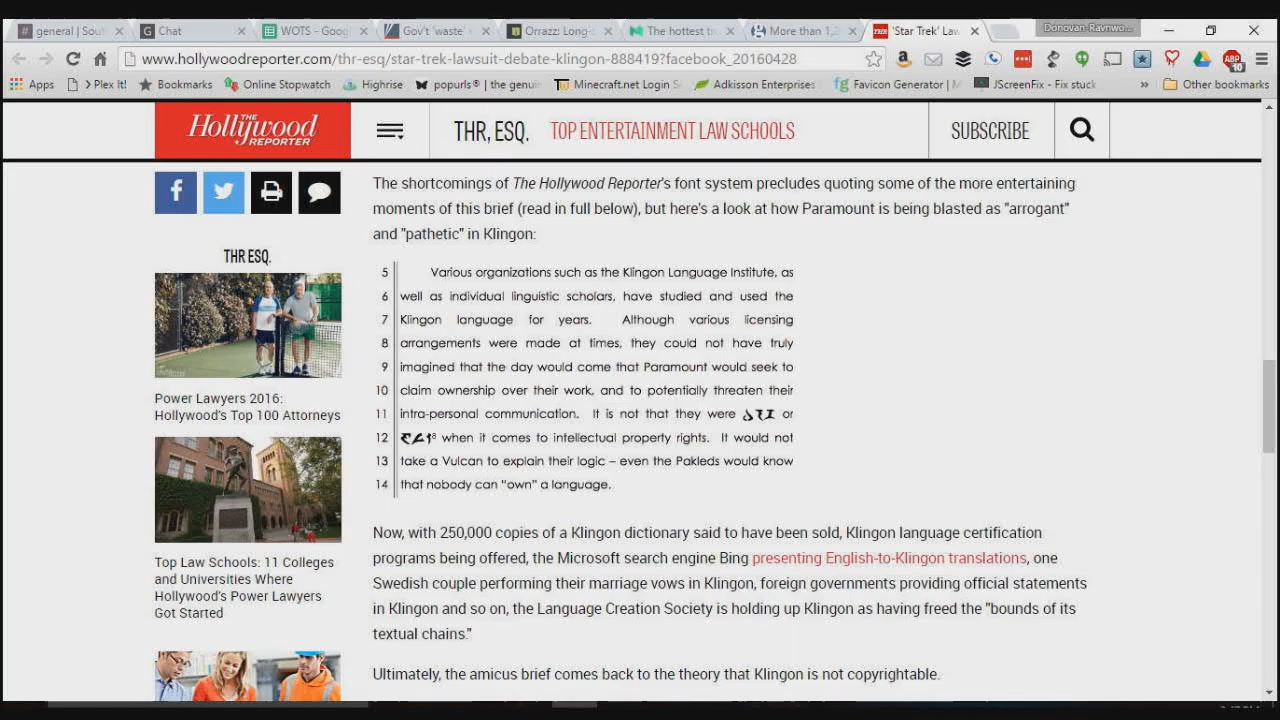 general | Sou
Chat
WOTS - Goog
Gov't 'waste'
Orrazz: Long-
The hottest t
More than 1,
'Star Trek' Law
www.hollywoodreporter.com/thr-esq/star-trek-lawsuit-debate-klingon-888419?facebook_20160428
ABP
10
Apps
> Plex It!
Bookmarks
Online Stopwatch
Highrise
popurls® | the genui
Minecraft.net Login S
Adkisson Enterprises
Favicon Generator |
JScreenFix - Fix stuck
»
Other bookmarks
THE
Hollywood
REPORTER
THR, ESQ.
TOP ENTERTAINMENT LAW SCHOOLS
SUBSCRIBE
The shortcomings of The Hollywood Reporter's font system precludes quoting some of the more entertaining
moments of this brief (read in full below), but here's a look at how Paramount is being blasted as "arrogant"
and "pathetic" in Klingon:
5 Various organizations such as the Klingon Language Institute, as
6 well as individual linguistic scholars, have studied and used the
7 Klingon language for years. Although various licensing
8 arrangements were made at times, they could not have truly
9 imagined that the day would come that Paramount would seek to
10 claim ownership over their work, and to potentially threaten their
11 intra-personal communication. It is not that they were or
12 when it comes to intellectual property rights. It would not
13 take a Vulcan to explain their logic – even the Pakleds would know
14 that nobody can "own" a language.
Now, with 250,000 copies of a Klingon dictionary said to have been sold, Klingon language certification
programs being offered, the Microsoft search engine Bing presenting English-to-Klingon translations, one
Swedish couple performing their marriage vows in Klingon, foreign governments providing official statements
in Klingon and so on, the Language Creation Society is holding up Klingon as having freed the "bounds of its
textual chains."
Ultimately, the amicus brief comes back to the theory that Klingon is not copyrightable.
THR ESQ.
Power Lawyers 2016:
Hollywood's Top 100 Attorneys
Top Law Schools: 11 Colleges
and Universities Where
Hollywood's Power Lawyers
Got Started